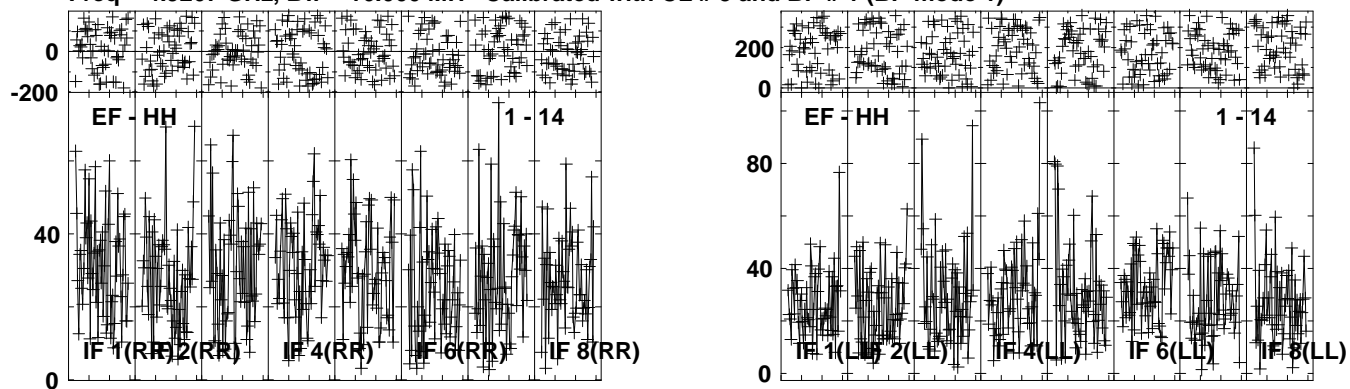 0
-200
EF - HH
1 - 14
40
0
IF 1(RR)
2(RR)
IF 4(RR)
IF 6(RR)
IF 8(RR)
200
0
EF - HH
1 - 14
80
40
0
IF 1(LL)
2(LL)
IF 4(LL)
IF 6(LL)
IF 8(LL)